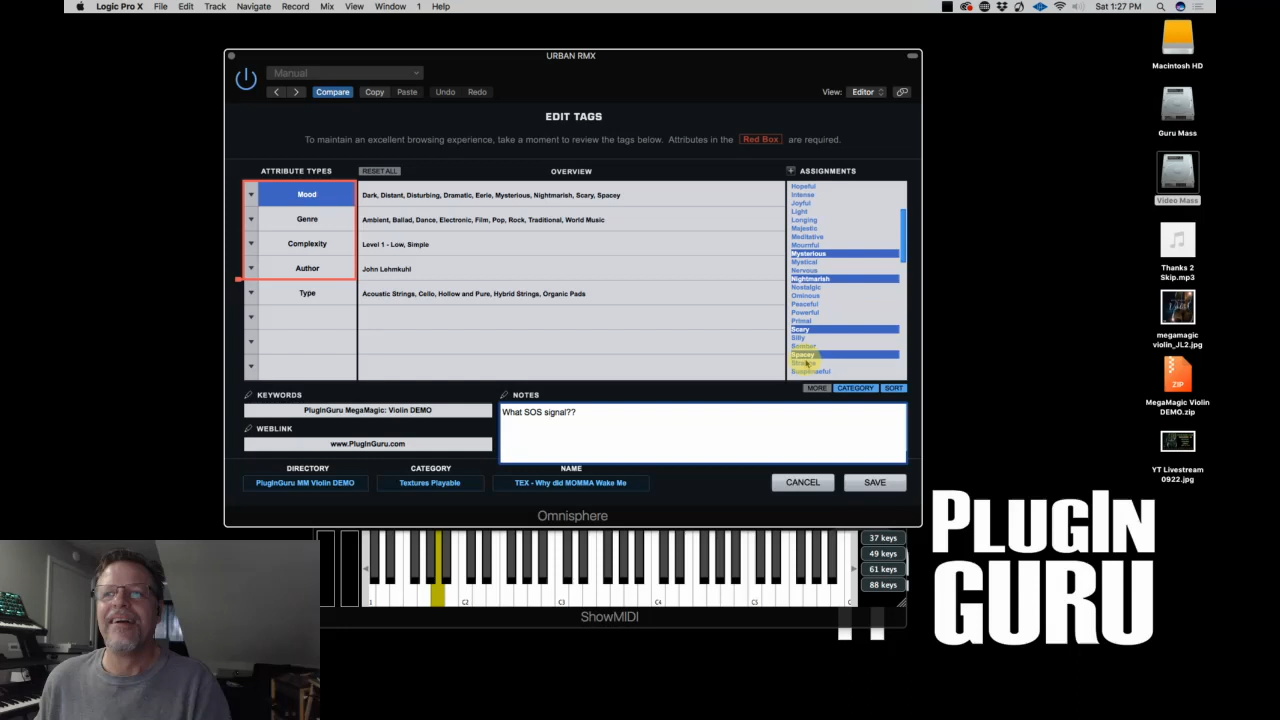 Logic Pro X File Edit Track Navigate Record Mix View Window 1 Help
Sat 1:27 PM
URBAN RMX
Manual
Compare Copy Paste Undo Redo
View: Editor
EDIT TAGS
To maintain an excellent browsing experience, take a moment to review the tags below. Attributes in the Red Box are required.
ATTRIBUTE TYPES RESET ALL OVERVIEW ASSIGNMENTS
Mood
Dark, Distant, Disturbing, Dramatic, Eerie, Mysterious, Nightmarish, Scary, Spacey
Genre
Ambient, Ballad, Dance, Electronic, Film, Pop, Rock, Traditional, World Music
Complexity
Level 1 - Low, Simple
Author
John Lehmkuhl
Type
Acoustic Strings, Cello, Hollow and Pure, Hybrid Strings, Organic Pads
Hopeful
Intense
Joyful
Light
Longing
Majestic
Meditative
Mournful
Mysterious
Mystical
Nervous
Nightmarish
Nostalgic
Ominous
Peaceful
Powerful
Primal
Scary
Silly
Somber
Spacey
Strange
Suspenseful
MORE CATEGORY SORT
KEYWORDS
PluginGuru MegaMagic: Violin DEMO
WEBLINK
www.PlugInGuru.com
NOTES
What SOS signal??
DIRECTORY CATEGORY NAME
PlugInGuru MM Violin DEMO Textures Playable TEX - Why did MOMMA Wake Me
CANCEL SAVE
Omnisphere
37 keys
49 keys
61 keys
88 keys
1 C2 C3 C4 C5 C
ShowMIDI
Macintosh HD
Guru Mass
Video Mass
Thanks 2
Skip.mp3
megamagic
violin_JL2.jpg
ZIP
MegaMagic Violin
DEMO.zip
YT Livestream
0922.jpg
PLUGIN
GURU